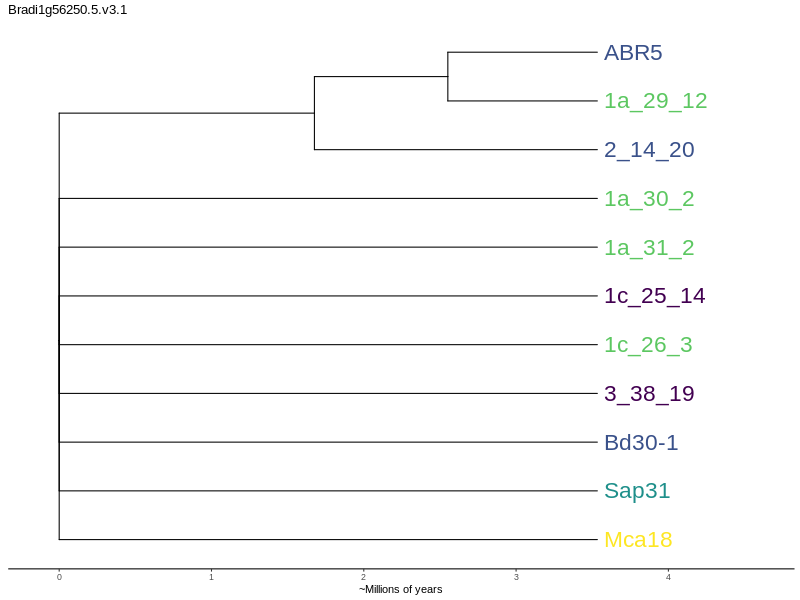 Bradi1g56250.5.v3.1
ABR5
1a_29_12
2_14_20
1a_30_2
1a_31_2
1c_25_14
1c_26_3
3_38_19
Bd30-1
Sap31
Mca18
0 1 2 3 4
~Millions of years